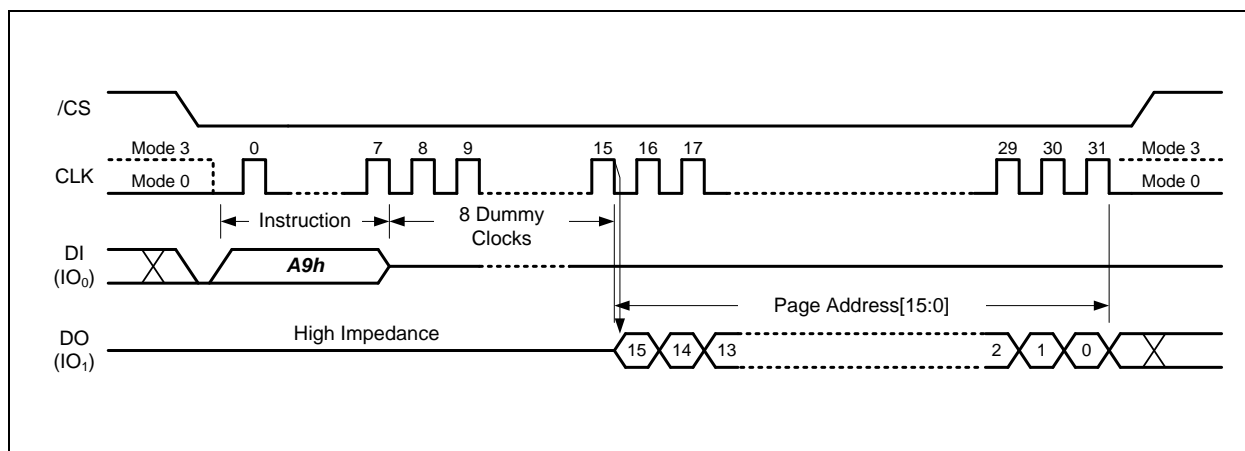 /CS
Mode 3 0 7 8 9 15 16 17 29 30 31 Mode 3
CLK
Mode 0 Mode 0
Instruction 8 Dummy
Clocks
DI
(IO₀)
A9h
Page Address[15:0]
High Impedance
DO
(IO₁)
15 14 13 2 1 0